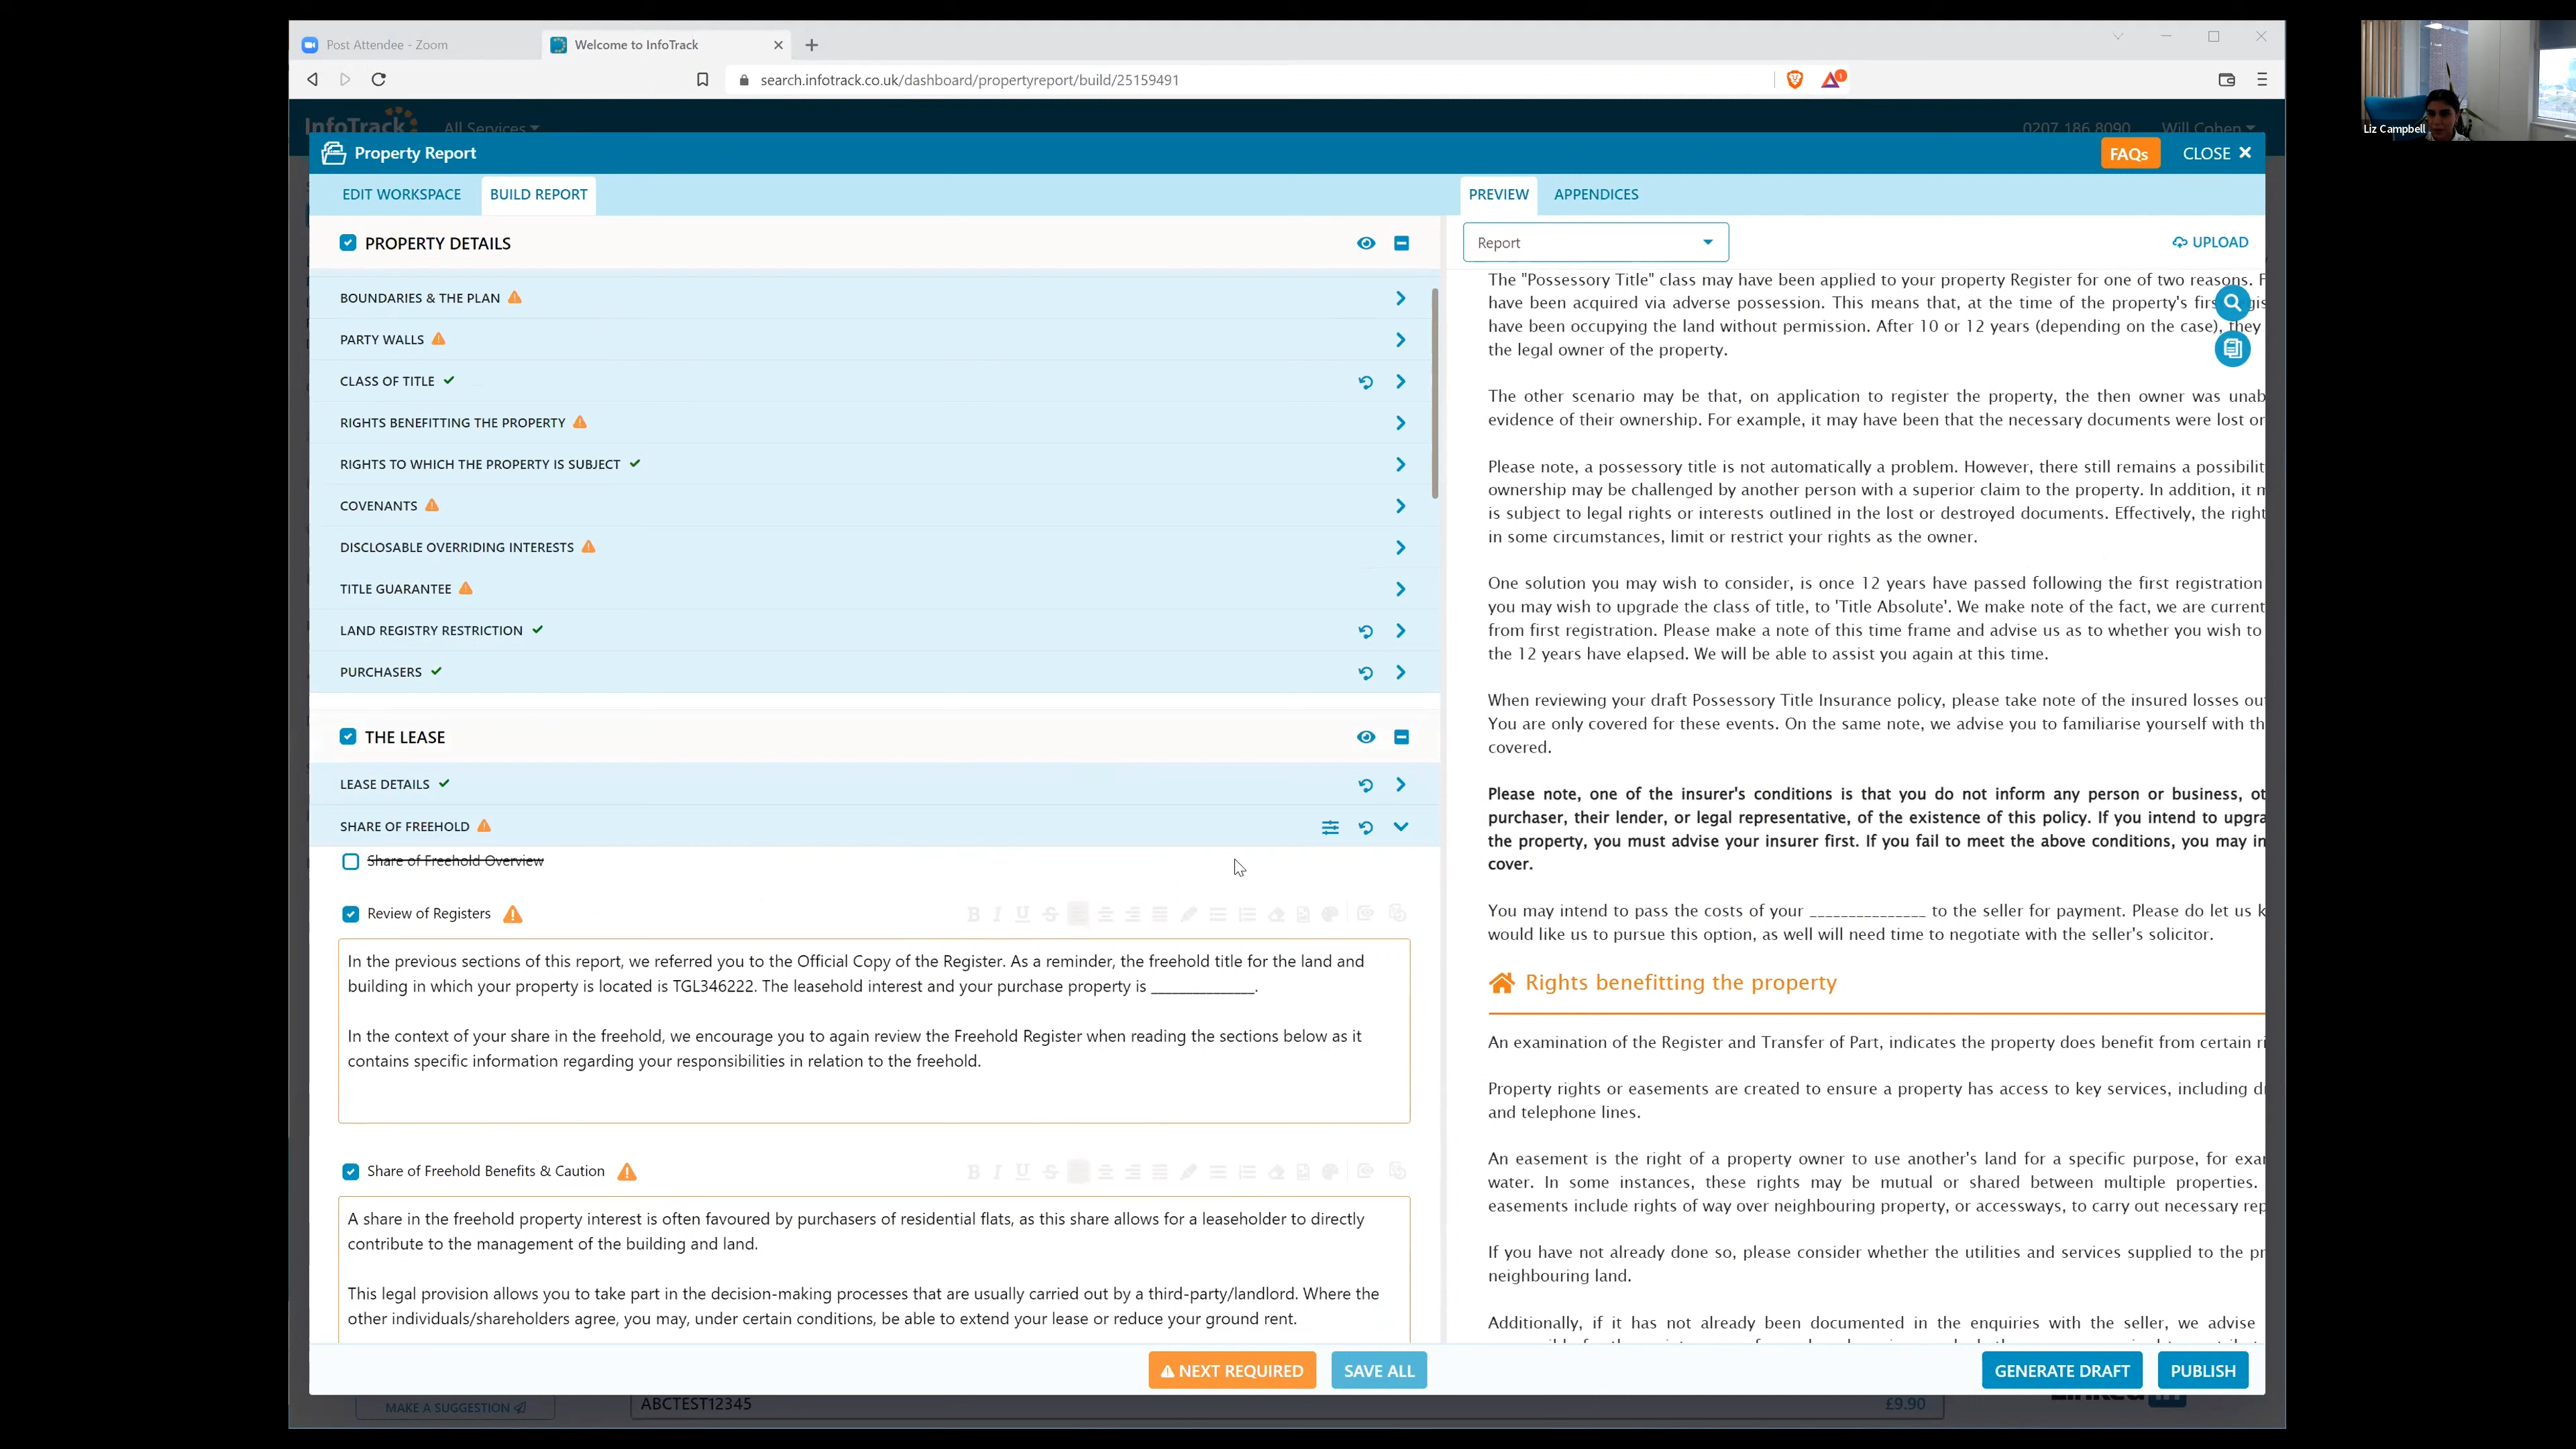 Post Attendee - Zoom
Welcome to InfoTrack
search.infotrack.co.uk/dashboard/propertyreport/build/25159491
1
Liz Campbell
InfoTrack
All Services
0207 186 8090
Will Cohen
Property Report
FAQs
CLOSE
EDIT WORKSPACE
BUILD REPORT
PREVIEW
APPENDICES
PROPERTY DETAILS
BOUNDARIES & THE PLAN
PARTY WALLS
CLASS OF TITLE
RIGHTS BENEFITTING THE PROPERTY
RIGHTS TO WHICH THE PROPERTY IS SUBJECT
COVENANTS
DISCLOSABLE OVERRIDING INTERESTS
TITLE GUARANTEE
LAND REGISTRY RESTRICTION
PURCHASERS
THE LEASE
LEASE DETAILS
SHARE OF FREEHOLD
Share of Freehold Overview
Review of Registers
In the previous sections of this report, we referred you to the Official Copy of the Register. As a reminder, the freehold title for the land and
building in which your property is located is TGL346222. The leasehold interest and your purchase property is _______________.
In the context of your share in the freehold, we encourage you to again review the Freehold Register when reading the sections below as it
contains specific information regarding your responsibilities in relation to the freehold.
Share of Freehold Benefits & Caution
A share in the freehold property interest is often favoured by purchasers of residential flats, as this share allows for a leaseholder to directly
contribute to the management of the building and land.
This legal provision allows you to take part in the decision-making processes that are usually carried out by a third-party/landlord. Where the
other individuals/shareholders agree, you may, under certain conditions, be able to extend your lease or reduce your ground rent.
Report
UPLOAD
The "Possessory Title" class may have been applied to your property Register for one of two reasons. F
have been acquired via adverse possession. This means that, at the time of the property's firs
have been occupying the land without permission. After 10 or 12 years (depending on the case), they
the legal owner of the property.
The other scenario may be that, on application to register the property, the then owner was unab
evidence of their ownership. For example, it may have been that the necessary documents were lost or
Please note, a possessory title is not automatically a problem. However, there still remains a possibilit
ownership may be challenged by another person with a superior claim to the property. In addition, it m
is subject to legal rights or interests outlined in the lost or destroyed documents. Effectively, the right
in some circumstances, limit or restrict your rights as the owner.
One solution you may wish to consider, is once 12 years have passed following the first registration
you may wish to upgrade the class of title, to 'Title Absolute'. We make note of the fact, we are current
from first registration. Please make a note of this time frame and advise us as to whether you wish to
the 12 years have elapsed. We will be able to assist you again at this time.
When reviewing your draft Possessory Title Insurance policy, please take note of the insured losses ou
You are only covered for these events. On the same note, we advise you to familiarise yourself with th
covered.
Please note, one of the insurer's conditions is that you do not inform any person or business, ot
purchaser, their lender, or legal representative, of the existence of this policy. If you intend to upgra
the property, you must advise your insurer first. If you fail to meet the above conditions, you may in
cover.
You may intend to pass the costs of your _______________ to the seller for payment. Please do let us k
would like us to pursue this option, as well will need time to negotiate with the seller's solicitor.
Rights benefitting the property
An examination of the Register and Transfer of Part, indicates the property does benefit from certain ri
Property rights or easements are created to ensure a property has access to key services, including d
and telephone lines.
An easement is the right of a property owner to use another's land for a specific purpose, for exa
water. In some instances, these rights may be mutual or shared between multiple properties.
easements include rights of way over neighbouring property, or accessways, to carry out necessary rep
If you have not already done so, please consider whether the utilities and services supplied to the pr
neighbouring land.
Additionally, if it has not already been documented in the enquiries with the seller, we advise
NEXT REQUIRED
SAVE ALL
GENERATE DRAFT
PUBLISH
MAKE A SUGGESTION
ABCTEST12345
£9.90